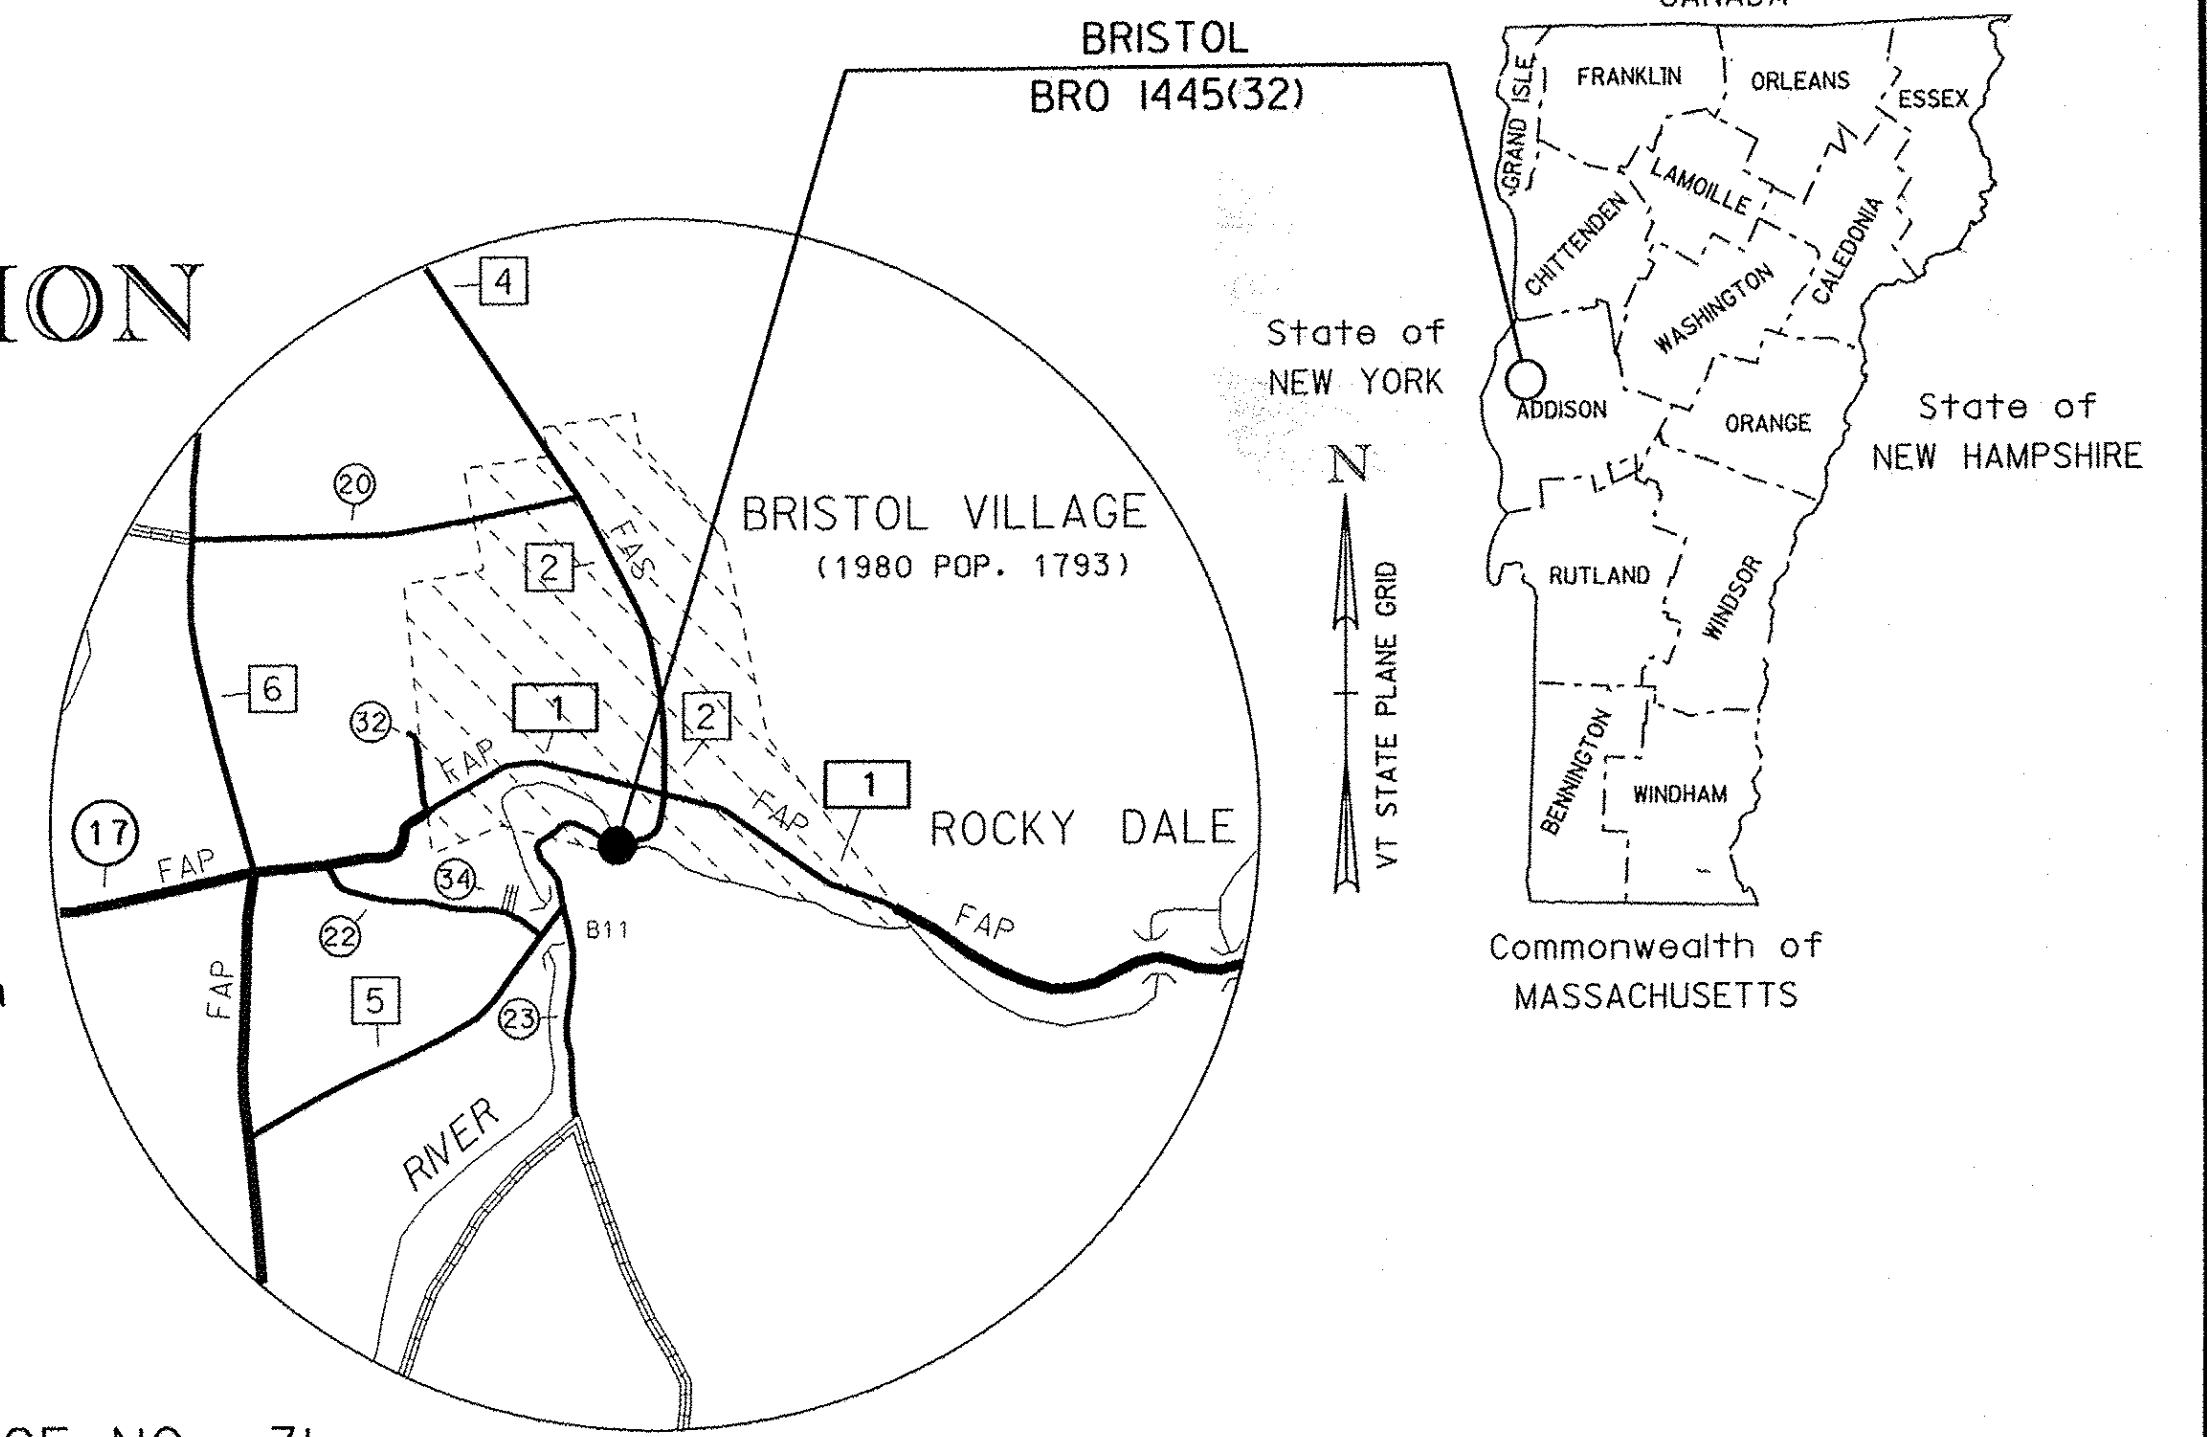 BRISTOL
BRO 1445(32)
ION
4
20
FAS
2
BRISTOL VILLAGE
(1980 POP. 1793)
6
32
FAP
1
2
FAP
1
ROCKY DALE
17
FAP
34
22
B11
FAP
FAP
5
23
RIVER
CANADA
GRAND ISLE
FRANKLIN
ORLEANS
ESSEX
LAMOILLE
CHITTENDEN
CALEDONIA
WASHINGTON
State of
NEW YORK
ADDISON
ORANGE
State of
NEW HAMPSHIRE
N
VT STATE PLANE GRID
RUTLAND
WINDSOR
BENNINGTON
WINDHAM
Commonwealth of
MASSACHUSETTS